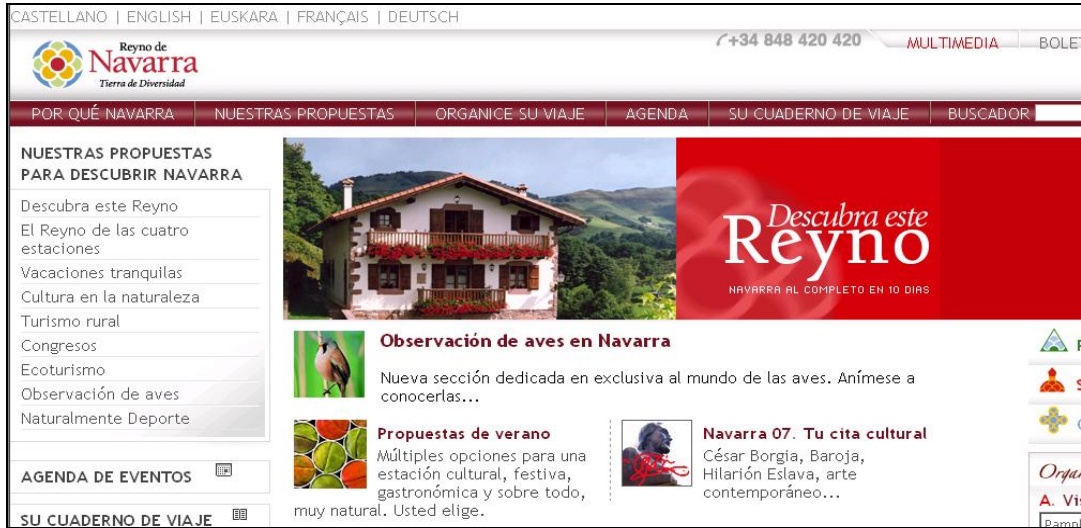 CASTELLANO | ENGLISH | EUSKARA | FRANÇAIS | DEUTSCH
Reyno de
Navarra
Tierra de Diversidad
+34 848 420 420
MULTIMEDIA
POR QUÉ NAVARRA
NUESTRAS PROPUESTAS
ORGANICE SU VIAJE
AGENDA
SU CUADERNO DE VIAJE
BUSCADOR
NUESTRAS PROPUESTAS
PARA DESCUBRIR NAVARRA
Descubra este Reyno
El Reyno de las cuatro
estaciones
Vacaciones tranquilas
Cultura en la naturaleza
Turismo rural
Congresos
Ecoturismo
Observación de aves
Naturalmente Deporte
AGENDA DE EVENTOS
SU CUADERNO DE VIAJE
Descubra este
Reyno
NAVARRA AL COMPLETO EN 10 DIAS
Observación de aves en Navarra
Nueva sección dedicada en exclusiva al mundo de las aves. Anímese a
conocerlas...
Propuestas de verano
Múltiples opciones para una
estación cultural, festiva,
gastronómica y sobre todo,
muy natural. Usted elige.
Navarra 07. Tu cita cultural
César Borgia, Baroja,
Hilarión Eslava, arte
contemporáneo...
A.